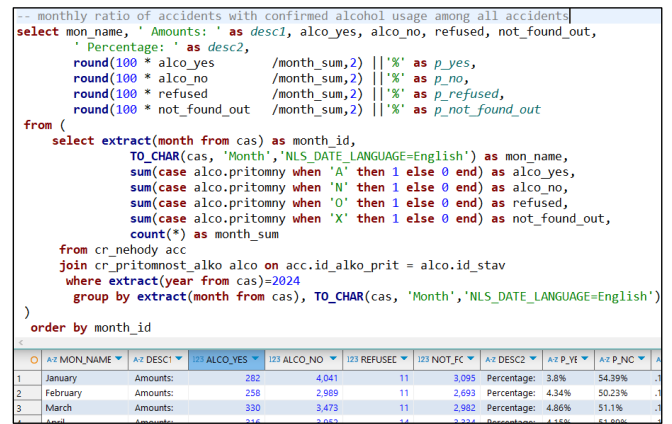 -- monthly ratio of accidents with confirmed alcohol usage among all accidents
select mon_name, ' Amounts: ' as desc1, alco_yes, alco_no, refused, not_found_out,
' Percentage: ' as desc2,
round(100 * alco_yes /month_sum,2) ||'%' as p_yes,
round(100 * alco_no /month_sum,2) ||'%' as p_no,
round(100 * refused /month_sum,2) ||'%' as p_refused,
round(100 * not_found_out /month_sum,2) ||'%' as p_not_found_out
from (
select extract(month from cas) as month_id,
TO_CHAR(cas, 'Month','NLS_DATE_LANGUAGE=English') as mon_name,
sum(case alco.pritomny when 'A' then 1 else 0 end) as alco_yes,
sum(case alco.pritomny when 'N' then 1 else 0 end) as alco_no,
sum(case alco.pritomny when 'O' then 1 else 0 end) as refused,
sum(case alco.pritomny when 'X' then 1 else 0 end) as not_found_out,
count(*) as month_sum
from cr_nehody acc
join cr_pritomnost_alko alco on acc.id_alko_prit = alco.id_stav
where extract(year from cas)=2024
group by extract(month from cas), TO_CHAR(cas, 'Month','NLS_DATE_LANGUAGE=English')
)
order by month_id
A-Z MON_NAME A-Z DESC1 123 ALCO_YES 123 ALCO_NO 123 REFUSED 123 NOT_FC A-Z DESC2 A-Z P_YE A-Z P_NO
1 January Amounts: 282 4,041 11 3,095 Percentage: 3.8% 54.39% .1
2 February Amounts: 258 2,989 11 2,693 Percentage: 4.34% 50.23% .1
3 March Amounts: 330 3,473 11 2,982 Percentage: 4.86% 51.1% .1